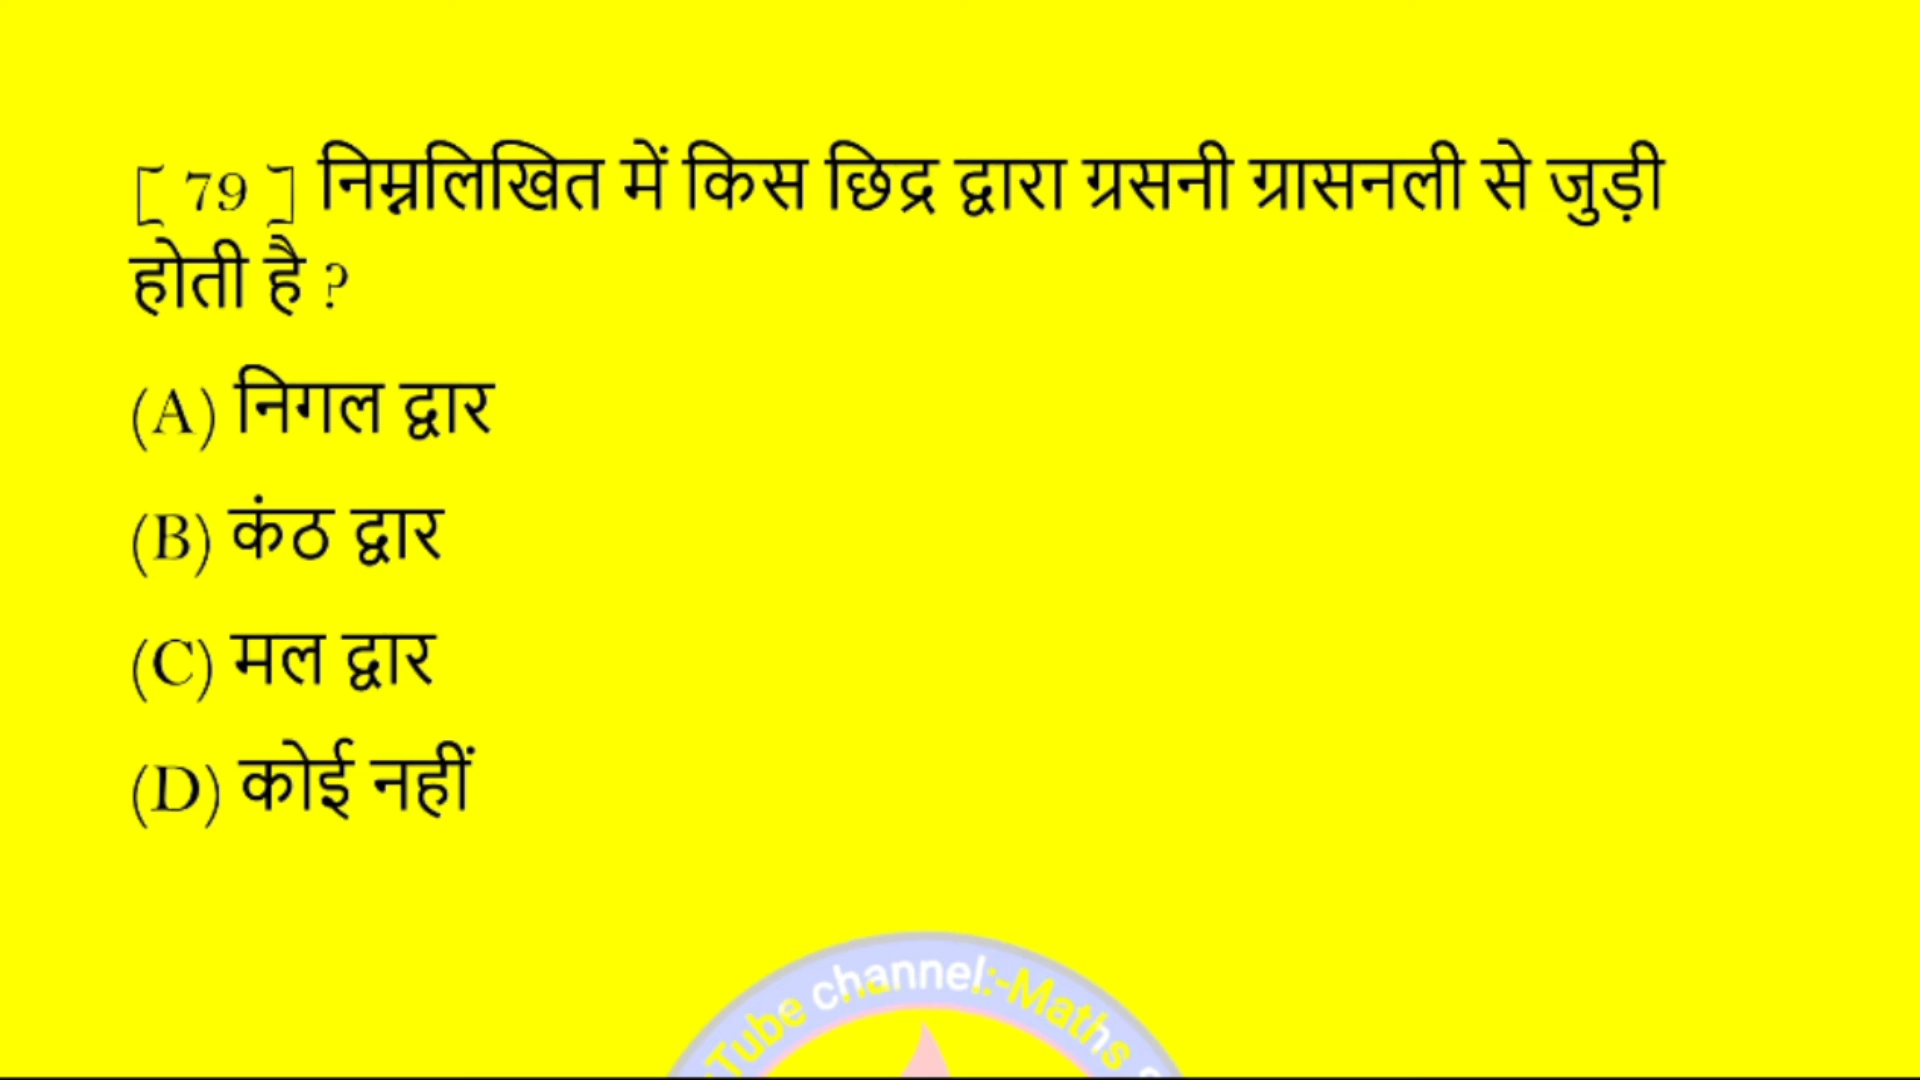 [ 79 ] निम्नलिखित में किस छिद्र द्वारा ग्रसनी ग्रासनली से जुड़ी
होती है ?
(A) निगल द्वार
(B) कंठ द्वार
(C) मल द्वार
(D) कोई नहीं
Tube channel:-Maths